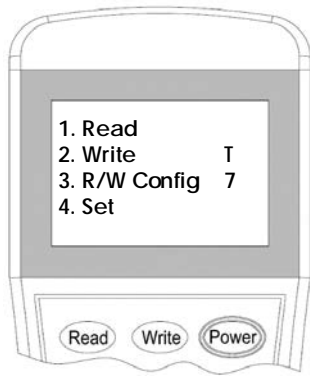 1. Read
2. Write T
3. R/W Config 7
4. Set
Read Write Power